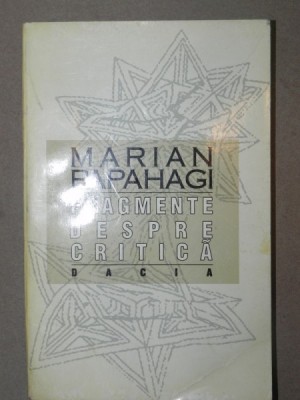 MARIAN
PAPAHAGI
FRAGMENTE
DESPRE
CRITICĂ
DACIA